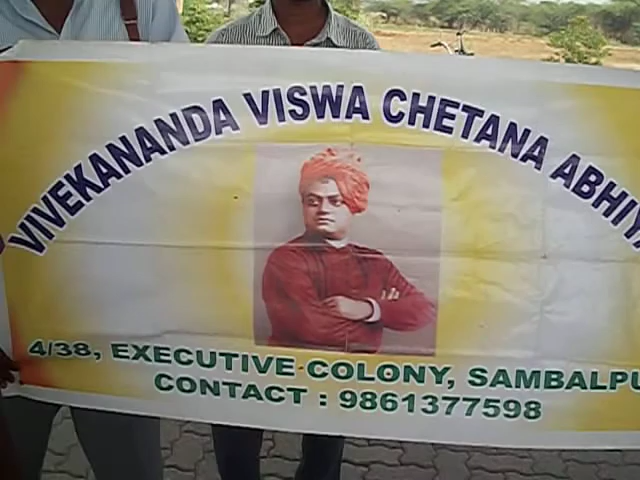 VIVEKANANDA VISWA CHETANA
4/38, EXECUTIVE COLONY,
CONTACT : 9861377598